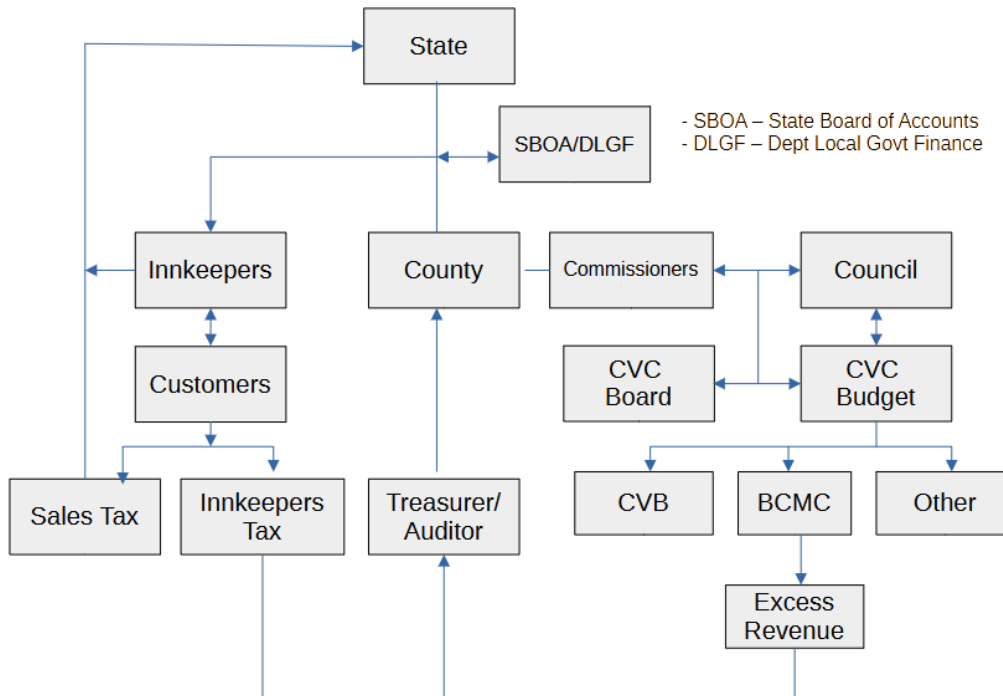 State
SBOA/DLGF
- SBOA – State Board of Accounts
- DLGF – Dept Local Govt Finance
Innkeepers
County
Commissioners
Council
Customers
CVC
Board
CVC
Budget
Sales Tax
Innkeepers
Tax
Treasurer/
Auditor
CVB
BCMC
Other
Excess
Revenue